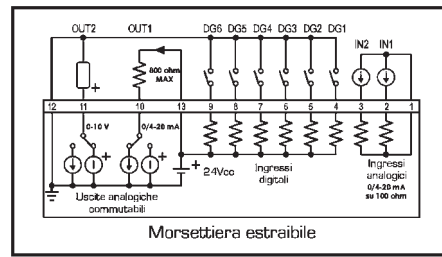 OUT2 OUT1 DG6 DG5 DG4 DG3 DG2 DG1
IN2 IN1
800 ohm
MAX
+
12 11 10 13 9 8 7 6 5 4 3 2 1
0-10 V 0/4-20 mA
+ + +
24Vcc
Ingressi
digitali
Ingressi
analogici
0/4-20 mA
su 100 ohm
Uscite analogiche
commutabili
Morsettiera estraibile